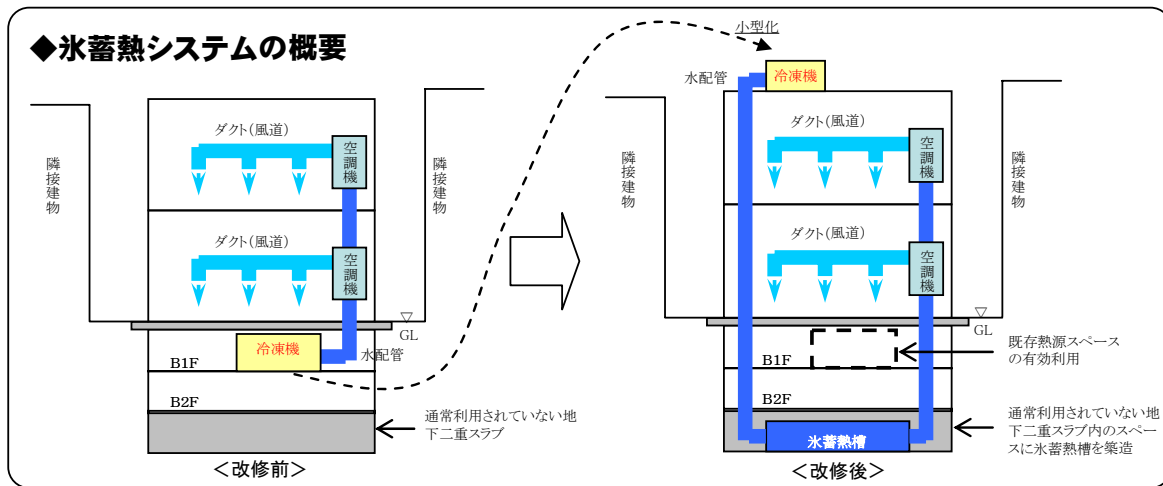 ◆氷蓄熱システムの概要
小型化
ダクト(風道)
空調機
隣接建物
隣接建物
ダクト(風道)
空調機
▽
GL
冷凍機
水配管
B1F
B2F
通常利用されていない地
下二重スラブ
＜改修前＞
水配管
冷凍機
ダクト(風道)
空調機
隣接建物
隣接建物
ダクト(風道)
空調機
▽
GL
既存熱源スペース
の有効利用
B1F
B2F
通常利用されていない地
下二重スラブ内のスペー
スに氷蓄熱槽を築造
氷蓄熱槽
＜改修後＞